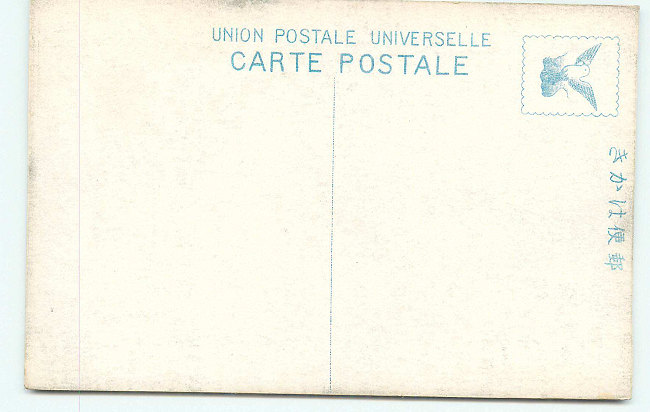 UNION POSTALE UNIVERSELLE
CARTE POSTALE
きかは便郵